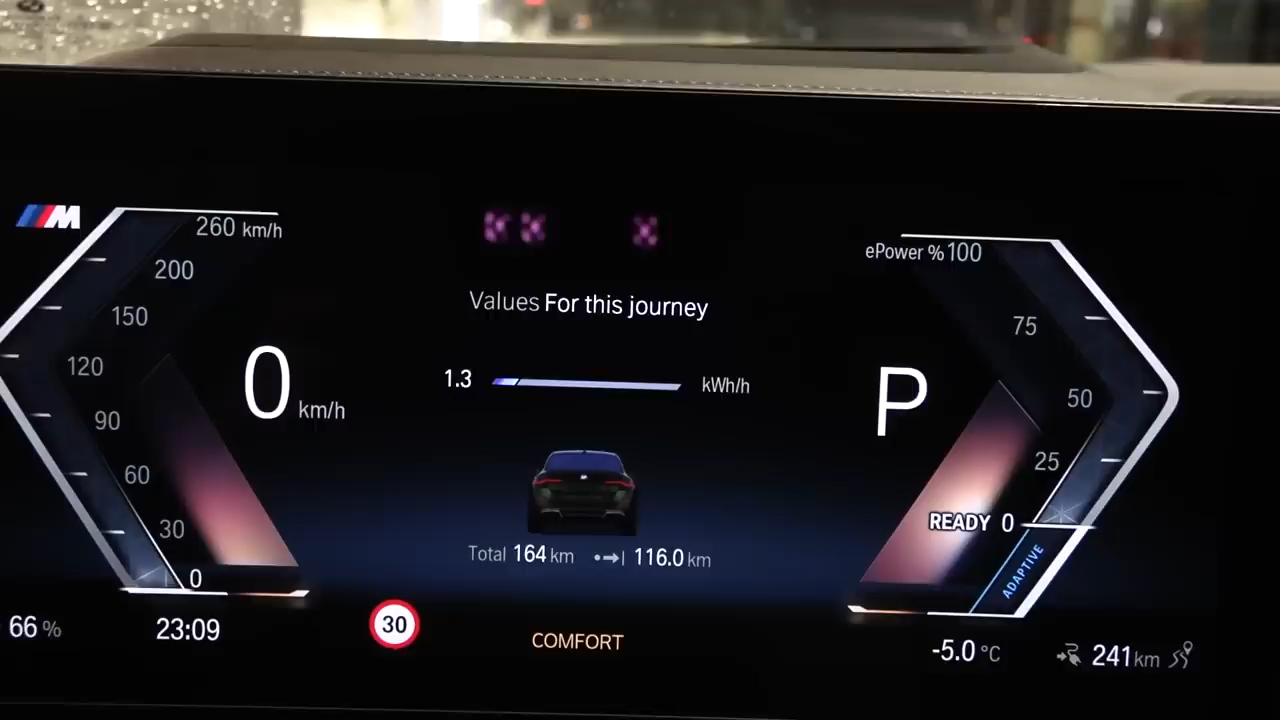 M
260 km/h
200
150
120
90
60
30
0
0 km/h
Values For this journey
1.3 kWh/h
Total 164 km 116.0 km
ePower % 100
75
50
25
READY 0
P
ADAPTIVE
66 %
23:09
30
COMFORT
-5.0 °C
241 km